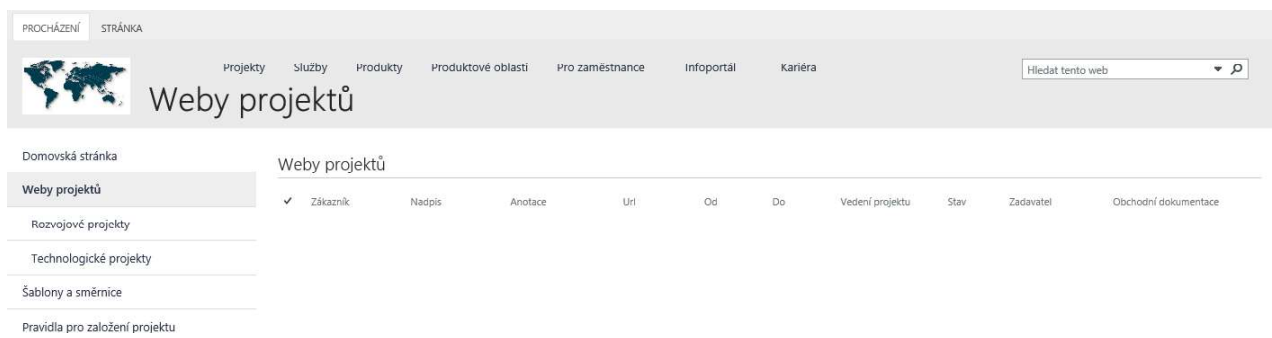 PROCHÁZENÍ STRÁNKA
Projekty Služby Produkty Produktové oblasti Pro zaměstnance Infoportál Kariéra
Hledat tento web
Weby projektů
Domovská stránka
Weby projektů
Rozvojové projekty
Technologické projekty
Šablony a směrnice
Pravidla pro založení projektu
Weby projektů
Zákazník Nadpis Anotace Url Od Do Vedení projektu Stav Zadavatel Obchodní dokumentace